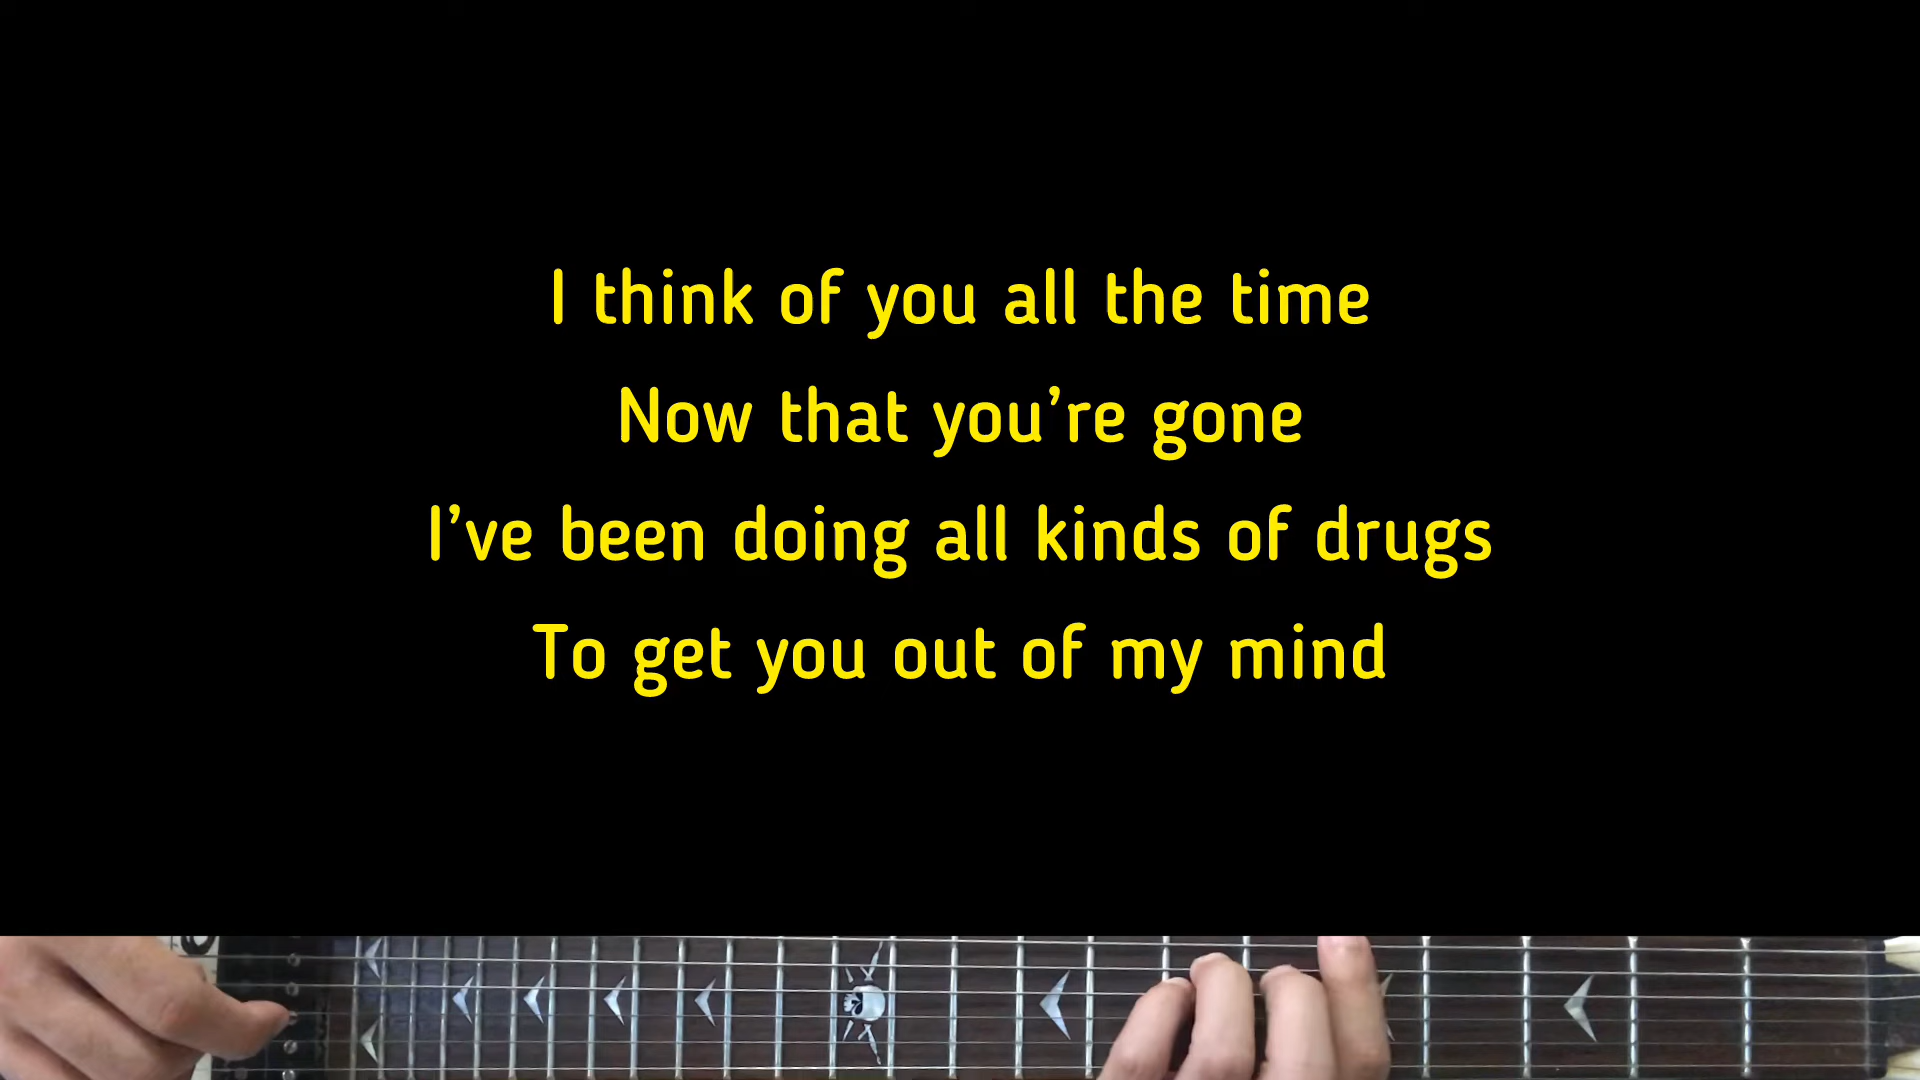 I think of you all the time
Now that you’re gone
I’ve been doing all kinds of drugs
To get you out of my mind